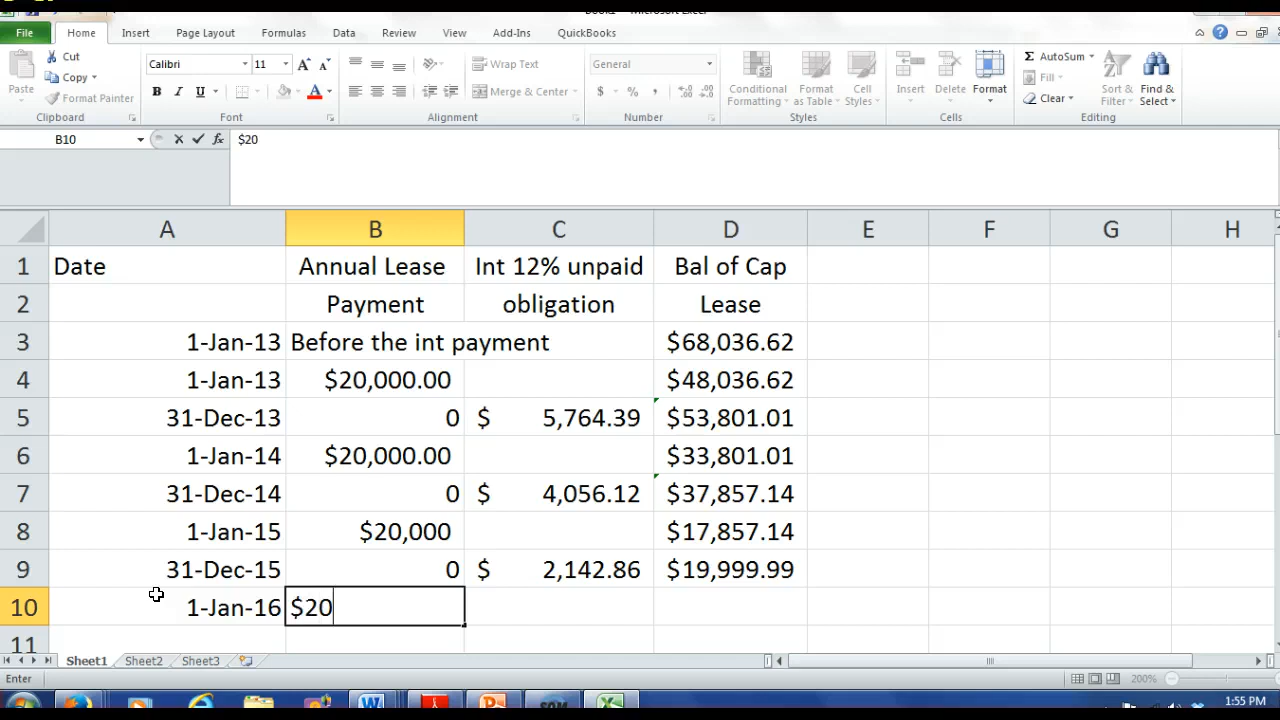 File Home Insert Page Layout Formulas Data Review View Add-Ins QuickBooks
Cut
Copy
Format Painter
Paste
Clipboard
Calibri 11
B I U
Font
Wrap Text
Merge & Center
Alignment
General
$ % ,
Number
Conditional Formatting
Format as Table
Cell Styles
Styles
Insert Delete Format
Cells
AutoSum
Fill
Clear
Sort & Filter
Find & Select
Editing
B10 fx $20
A B C D E F G H
1 Date Annual Lease Int 12% unpaid Bal of Cap
2 Payment obligation Lease
3 1-Jan-13 Before the int payment $68,036.62
4 1-Jan-13 $20,000.00 $48,036.62
5 31-Dec-13 0 $ 5,764.39 $53,801.01
6 1-Jan-14 $20,000.00 $33,801.01
7 31-Dec-14 0 $ 4,056.12 $37,857.14
8 1-Jan-15 $20,000 $17,857.14
9 31-Dec-15 0 $ 2,142.86 $19,999.99
10 1-Jan-16 $20
11
Sheet1 Sheet2 Sheet3
Enter 200%
1:55 PM